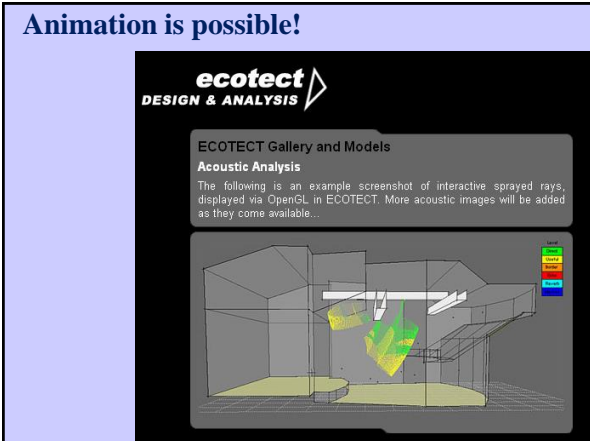 Animation is possible!
ecotect
DESIGN & ANALYSIS
ECOTECT Gallery and Models
Acoustic Analysis
The following is an example screenshot of interactive sprayed rays,
displayed via OpenGL in ECOTECT. More acoustic images will be added
as they come available...
Level
Direct
Useful
Border
Reverb